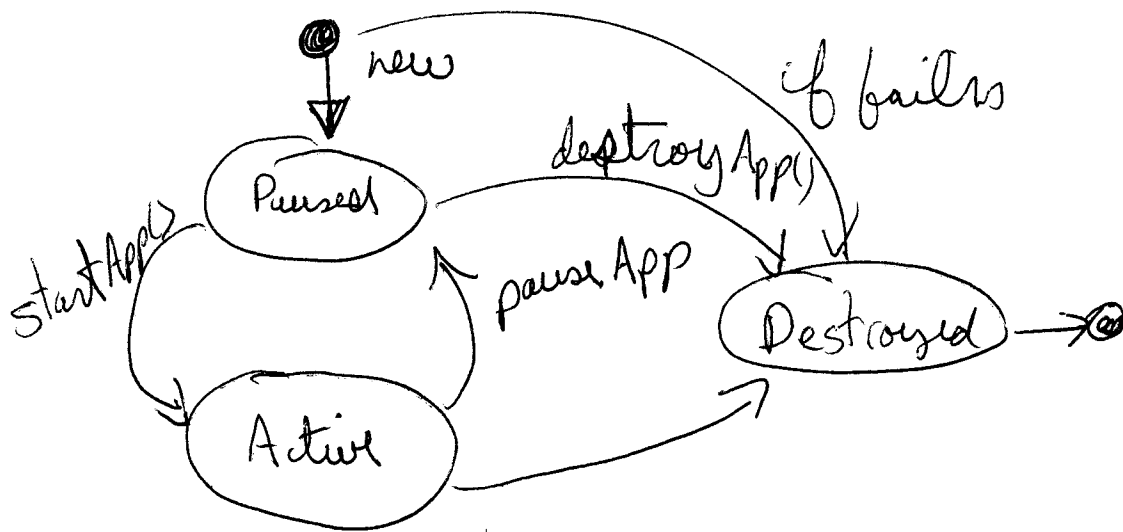 new
if fails
destroyApp()
Paused
startApp()
pauseApp
Destroyed
Active